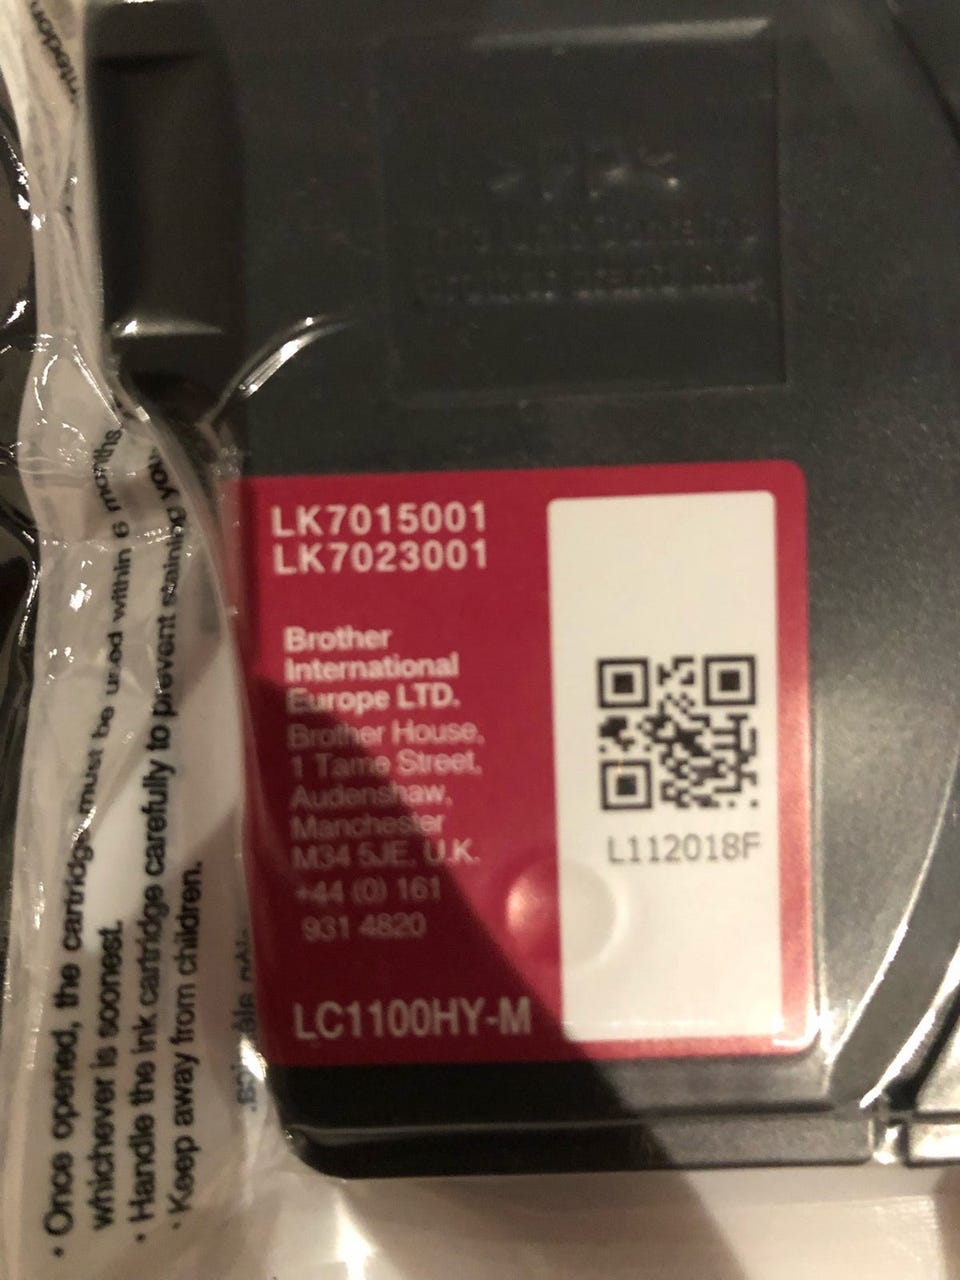 >PP<
LK7015001
LK7023001
Brother
International
Europe LTD.
Brother House,
1 Tame Street,
Audenshaw,
Manchester
M34 5JE, U.K.
+44 (0) 161
931 4820
LC1100HY-M
L112018F
• Once opened, the cartridge must be used within 6 months,
whichever is soonest.
• Handle the ink cartridge carefully to prevent staining you
• Keep away from children.